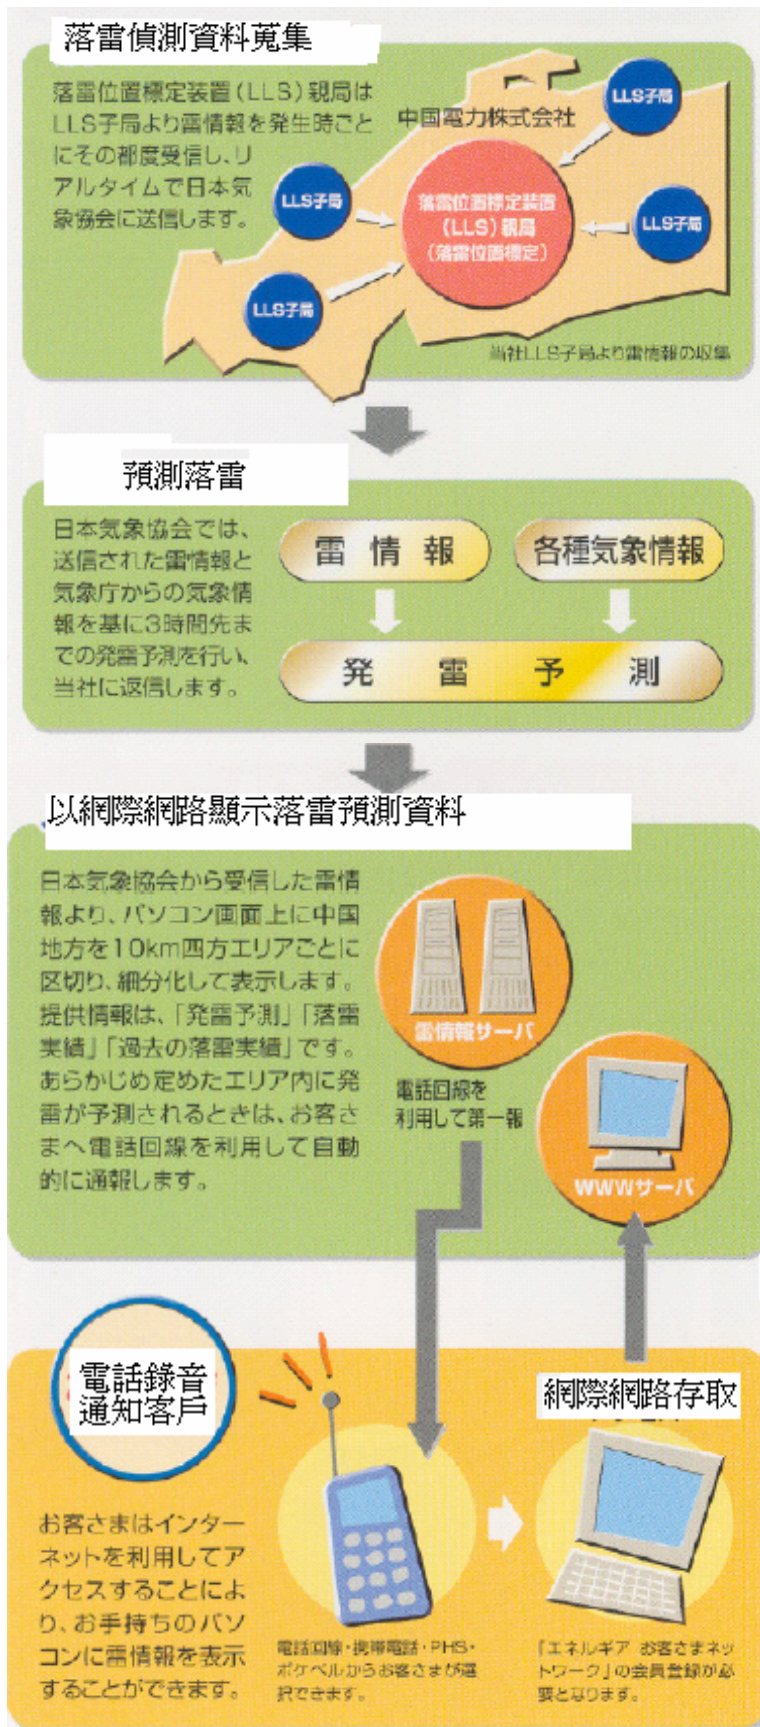 落雷偵測資料蒐集
落雷位置標定装置(LLS)親局は
LLS子局より雷情報を発生時ごと
にその都度受信し、リ
アルタイムで日本気
象協会に送信します。
中国電力株式会社
LLS子局
LLS子局
LLS子局
LLS子局
落雷位置標定装置
(LLS)親局
(落雷位置標定)
当社LLS子局より雷情報の収集
預測落雷
日本気象協会では、
送信された雷情報と
気象庁からの気象情
報を基に3時間先ま
での発雷予測を行い、
当社に返信します。
雷情報
各種気象情報
発雷予測
以網際網路顯示落雷預測資料
日本気象協会から受信した雷情
報より、パソコン画面上に中国
地方を10km四方エリアごとに
区切り、細分化して表示します。
提供情報は、「発雷予測」「落雷
実績」「過去の落雷実績」です。
あらかじめ定めたエリア内に発
雷が予測されるときは、お客さ
まへ電話回線を利用して自動
的に通報します。
雷情報サーバ
電話回線を
利用して第一報
WWWサーバ
電話錄音
通知客戶
網際網路存取
お客さまはインター
ネットを利用してア
クセスすることによ
り、お手持ちのパソ
コンに雷情報を表示
することができます。
電話回線・携帯電話・PHS・
ポケベルからお客さまが選
択できます。
「エネルギア お客さまネッ
トワーク」の会員登録が必
要となります。